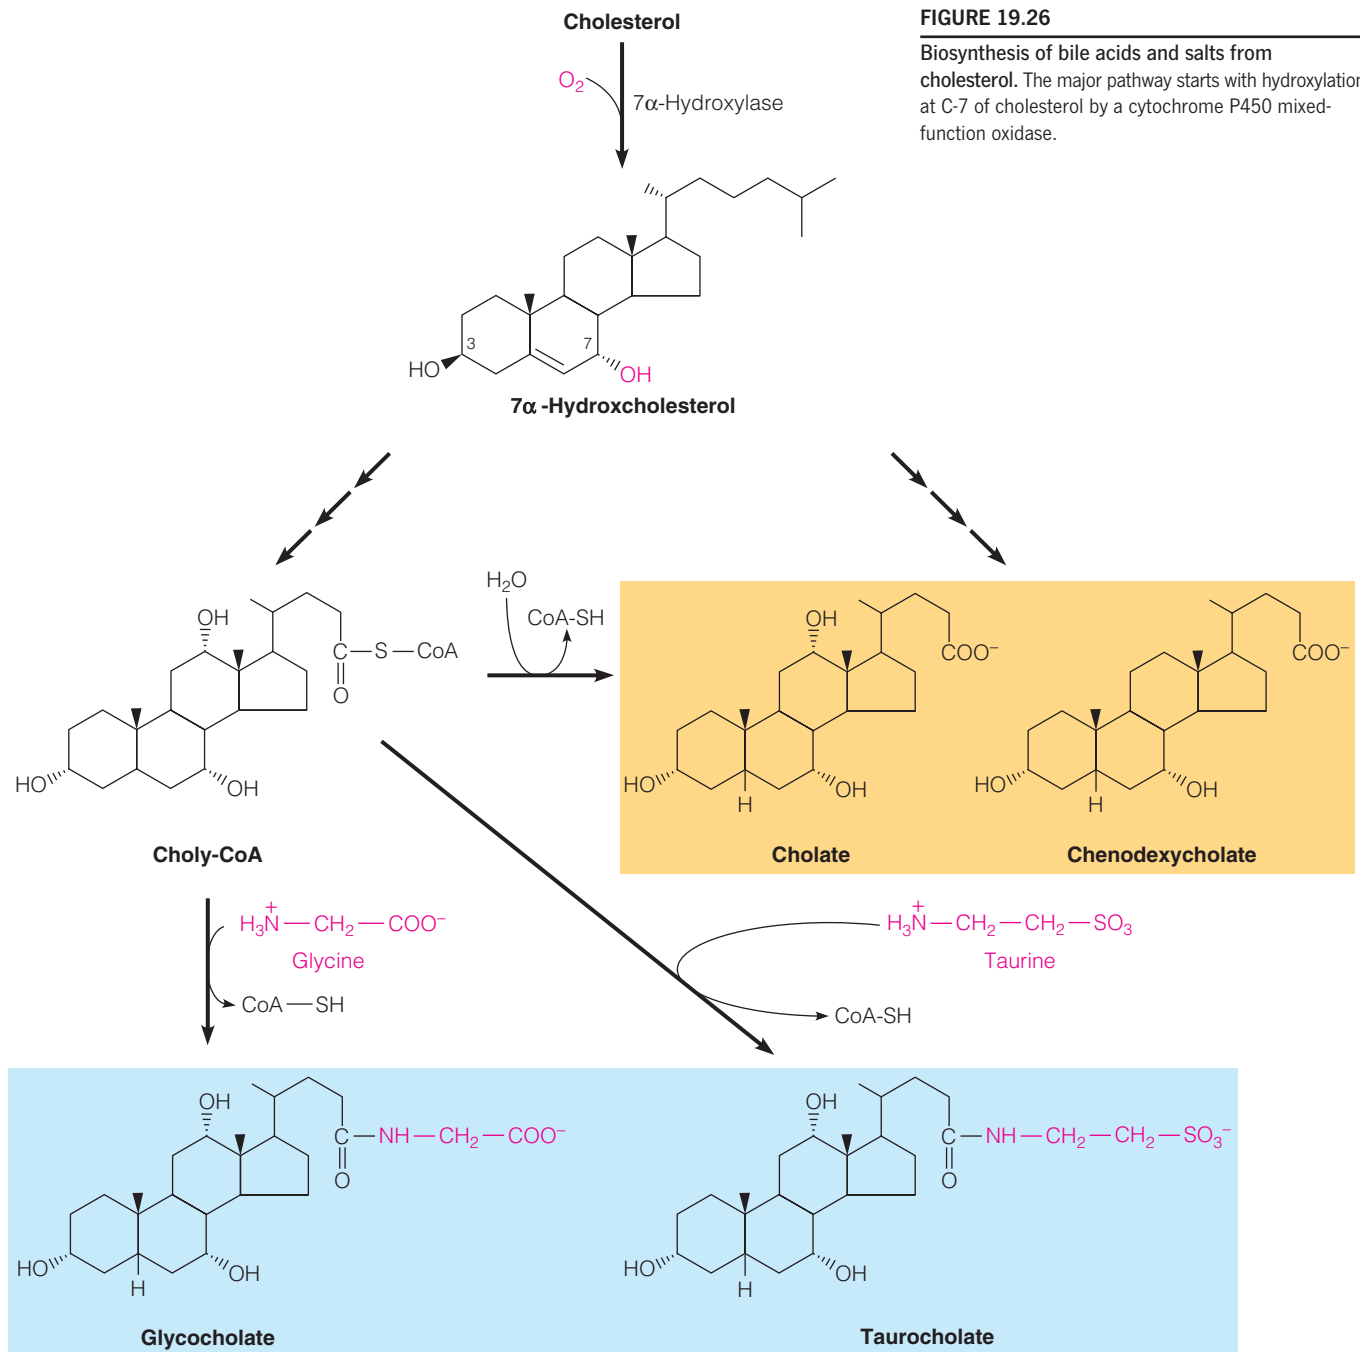 Cholesterol
O2
7α-Hydroxylase
FIGURE 19.26
Biosynthesis of bile acids and salts from
cholesterol. The major pathway starts with hydroxylation
at C-7 of cholesterol by a cytochrome P450 mixed-
function oxidase.
3
7
HO
OH
7α -Hydroxcholesterol
OH
C—S—CoA
O
HO
OH
Choly-CoA
H2O
CoA-SH
OH
COO−
HO
OH
H
Cholate
COO−
HO
OH
H
Chenodexycholate
H3N+—CH2—COO−
Glycine
CoA—SH
H3N+—CH2—CH2—SO3
Taurine
CoA-SH
OH
C—NH—CH2—COO−
O
HO
OH
H
Glycocholate
OH
C—NH—CH2—CH2—SO3−
O
HO
OH
H
Taurocholate